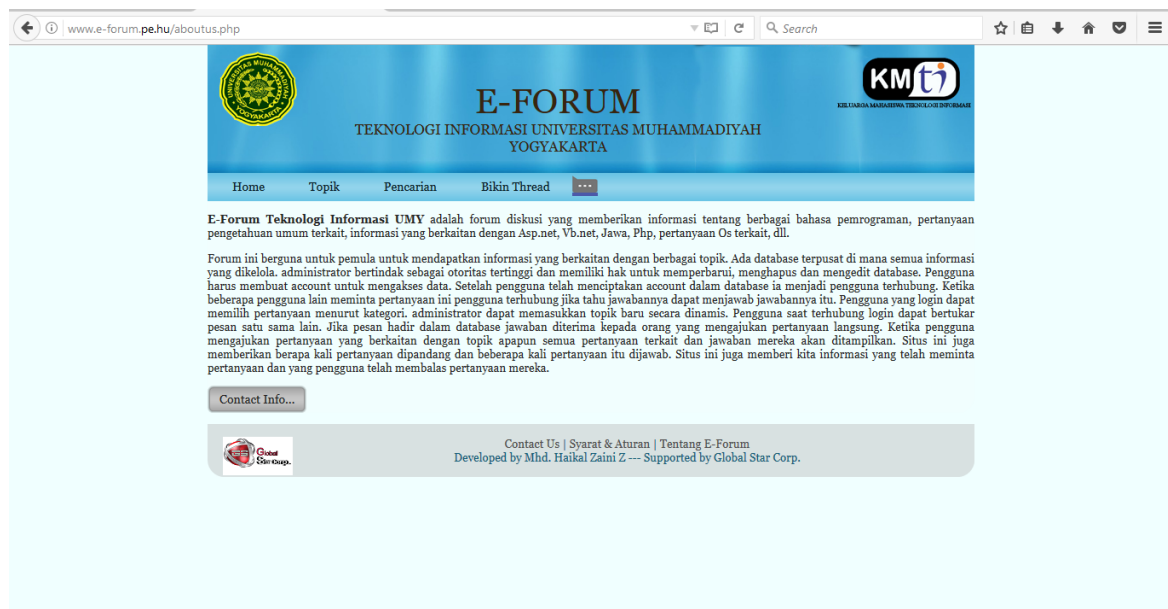 www.e-forum.pe.hu/aboutus.php
Search
UNIVERSITAS MUHAMMADIYAH
YOGYAKARTA
KMTI
KELUARGA MAHASISWA TEKNOLOGI INFORMASI
E-FORUM
TEKNOLOGI INFORMASI UNIVERSITAS MUHAMMADIYAH
YOGYAKARTA
Home Topik Pencarian Bikin Thread ...
E-Forum Teknologi Informasi UMY adalah forum diskusi yang memberikan informasi tentang berbagai bahasa pemrograman, pertanyaan
pengetahuan umum terkait, informasi yang berkaitan dengan Asp.net, Vb.net, Jawa, Php, pertanyaan Os terkait, dll.
Forum ini berguna untuk pemula untuk mendapatkan informasi yang berkaitan dengan berbagai topik. Ada database terpusat di mana semua informasi
yang dikelola. administrator bertindak sebagai otoritas tertinggi dan memiliki hak untuk memperbarui, menghapus dan mengedit database. Pengguna
harus membuat account untuk mengakses data. Setelah pengguna telah menciptakan account dalam database ia menjadi pengguna terhubung. Ketika
beberapa pengguna lain meminta pertanyaan ini pengguna terhubung jika tahu jawabannya dapat menjawab jawabannya itu. Pengguna yang login dapat
memilih pertanyaan menurut kategori. administrator dapat memasukkan topik baru secara dinamis. Pengguna saat terhubung login dapat bertukar
pesan satu sama lain. Jika pesan hadir dalam database jawaban diterima kepada orang yang mengajukan pertanyaan langsung. Ketika pengguna
mengajukan pertanyaan yang berkaitan dengan topik apapun semua pertanyaan terkait dan jawaban mereka akan ditampilkan. Situs ini juga
memberikan berapa kali pertanyaan dipandang dan beberapa kali pertanyaan itu dijawab. Situs ini juga memberi kita informasi yang telah meminta
pertanyaan dan yang pengguna telah membalas pertanyaan mereka.
Contact Info...
Global
Star Corp.
Contact Us | Syarat & Aturan | Tentang E-Forum
Developed by Mhd. Haikal Zaini Z --- Supported by Global Star Corp.